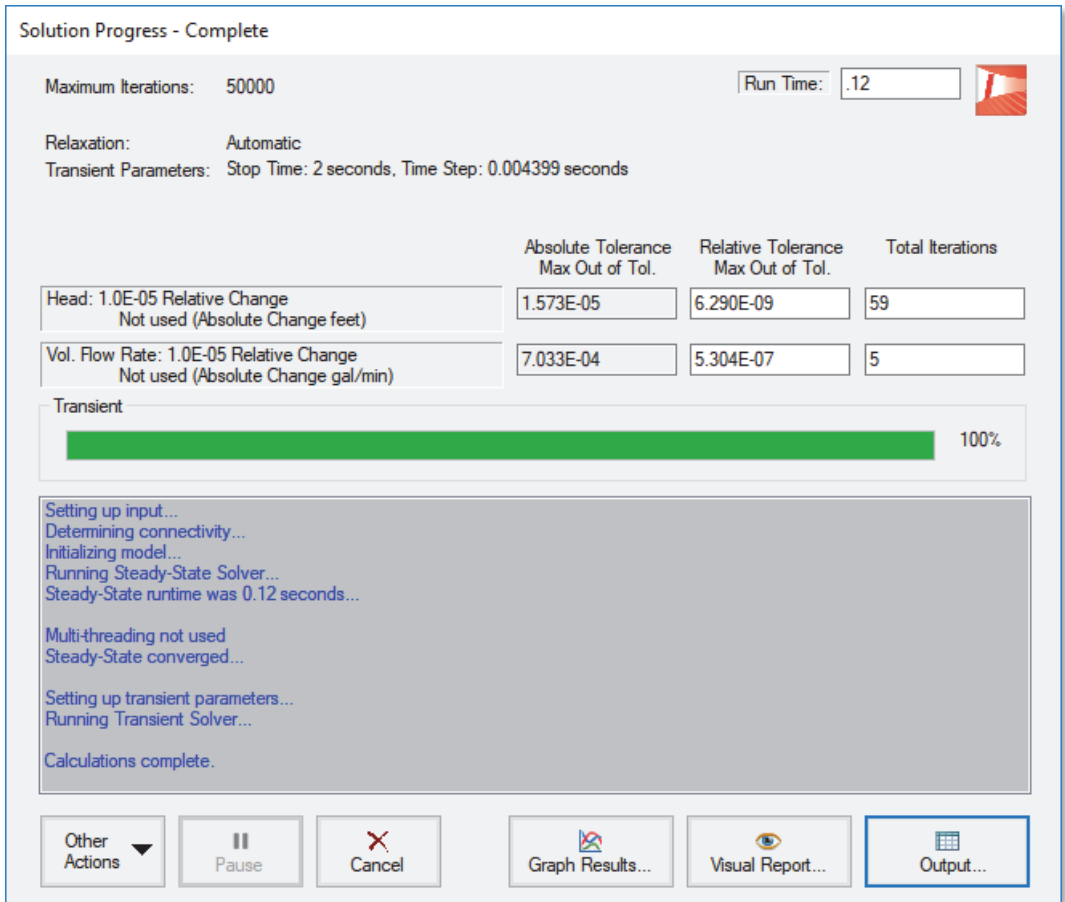 Solution Progress - Complete
Maximum Iterations: 50000
Run Time: .12
Relaxation: Automatic
Transient Parameters: Stop Time: 2 seconds, Time Step: 0.004399 seconds
Absolute Tolerance Relative Tolerance Total Iterations
Max Out of Tol. Max Out of Tol.
Head: 1.0E-05 Relative Change
Not used (Absolute Change feet)
1.573E-05 6.290E-09 59
Vol. Flow Rate: 1.0E-05 Relative Change
Not used (Absolute Change gal/min)
7.033E-04 5.304E-07 5
Transient
100%
Setting up input...
Determining connectivity...
Initializing model...
Running Steady-State Solver...
Steady-State runtime was 0.12 seconds...
Multi-threading not used
Steady-State converged...
Setting up transient parameters...
Running Transient Solver...
Calculations complete.
Other
Actions
Pause
Cancel
Graph Results...
Visual Report...
Output...